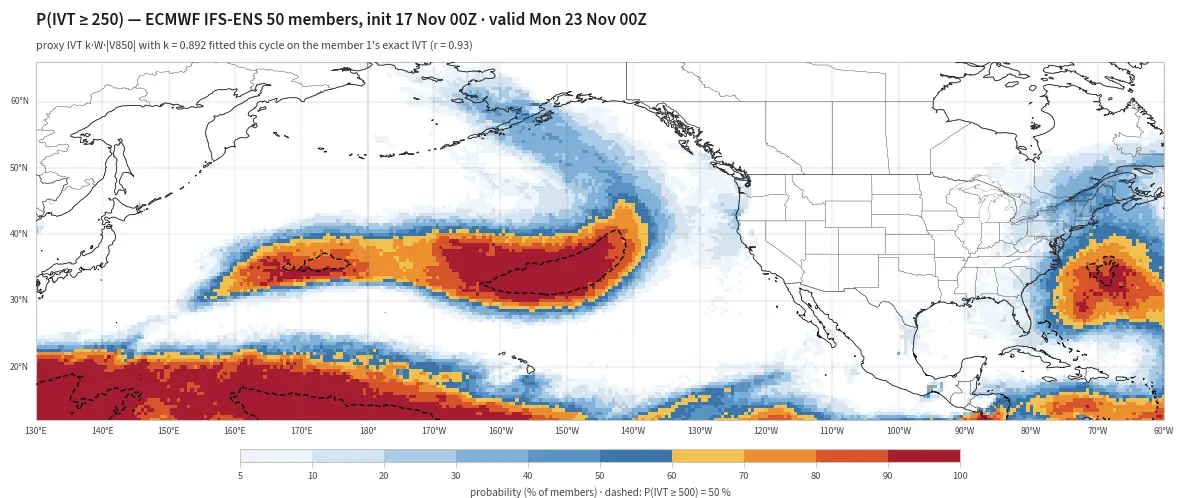 P(IVT ≥ 250) — ECMWF IFS-ENS 50 members, init 17 Nov 00Z · valid Mon 23 Nov 00Z
proxy IVT k·W·|V850| with k = 0.892 fitted this cycle on the member 1's exact IVT (r = 0.93)
60°N
50°N
40°N
30°N
20°N
130°E 140°E 150°E 160°E 170°E 180° 170°W 160°W 150°W 140°W 130°W 120°W 110°W 100°W 90°W 80°W 70°W 60°W
5 10 20 30 40 50 60 70 80 90 100
probability (% of members) · dashed: P(IVT ≥ 500) = 50 %